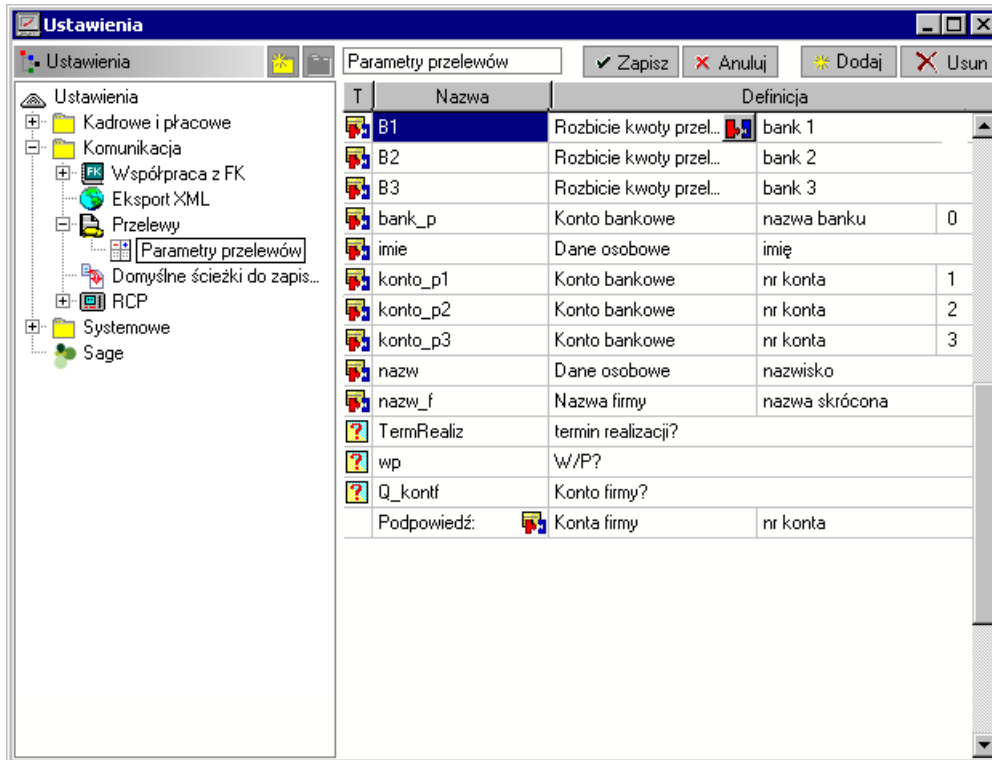 Ustawienia
Ustawienia
Parametry przelewów Zapisz Anuluj Dodaj Usun
Ustawienia
Kadrowe i płacowe
Komunikacja
FK Współpraca z FK
Eksport XML
Przelewy
Parametry przelewów
Domyślne ścieżki do zapis...
RCP
Systemowe
Sage
T Nazwa Definicja
B1 Rozbicie kwoty przel... bank 1
B2 Rozbicie kwoty przel... bank 2
B3 Rozbicie kwoty przel... bank 3
bank_p Konto bankowe nazwa banku 0
imie Dane osobowe imię
konto_p1 Konto bankowe nr konta 1
konto_p2 Konto bankowe nr konta 2
konto_p3 Konto bankowe nr konta 3
nazw Dane osobowe nazwisko
nazw_f Nazwa firmy nazwa skrócona
? TermRealiz termin realizacji?
? wp W/P?
? Q_kontf Konto firmy?
Podpowiedź: Konta firmy nr konta